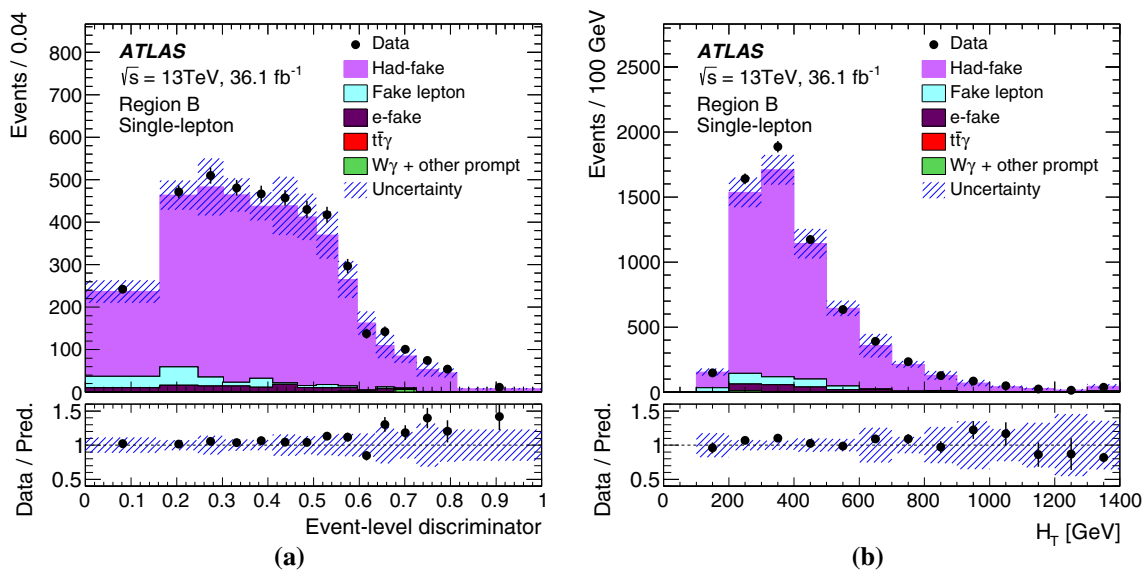 Events / 0.04
800
700
600
500
400
300
200
100
0
ATLAS
√s = 13TeV, 36.1 fb⁻¹
Region B
Single-lepton
Data
Had-fake
Fake lepton
e-fake
tt̄γ
Wγ + other prompt
Uncertainty
Data / Pred.
1.5
1
0.5
0 0.1 0.2 0.3 0.4 0.5 0.6 0.7 0.8 0.9 1
Event-level discriminator
(a)
Events / 100 GeV
2500
2000
1500
1000
500
0
ATLAS
√s = 13TeV, 36.1 fb⁻¹
Region B
Single-lepton
Data
Had-fake
Fake lepton
e-fake
tt̄γ
Wγ + other prompt
Uncertainty
Data / Pred.
1.5
1
0.5
0 200 400 600 800 1000 1200 1400
H_T [GeV]
(b)